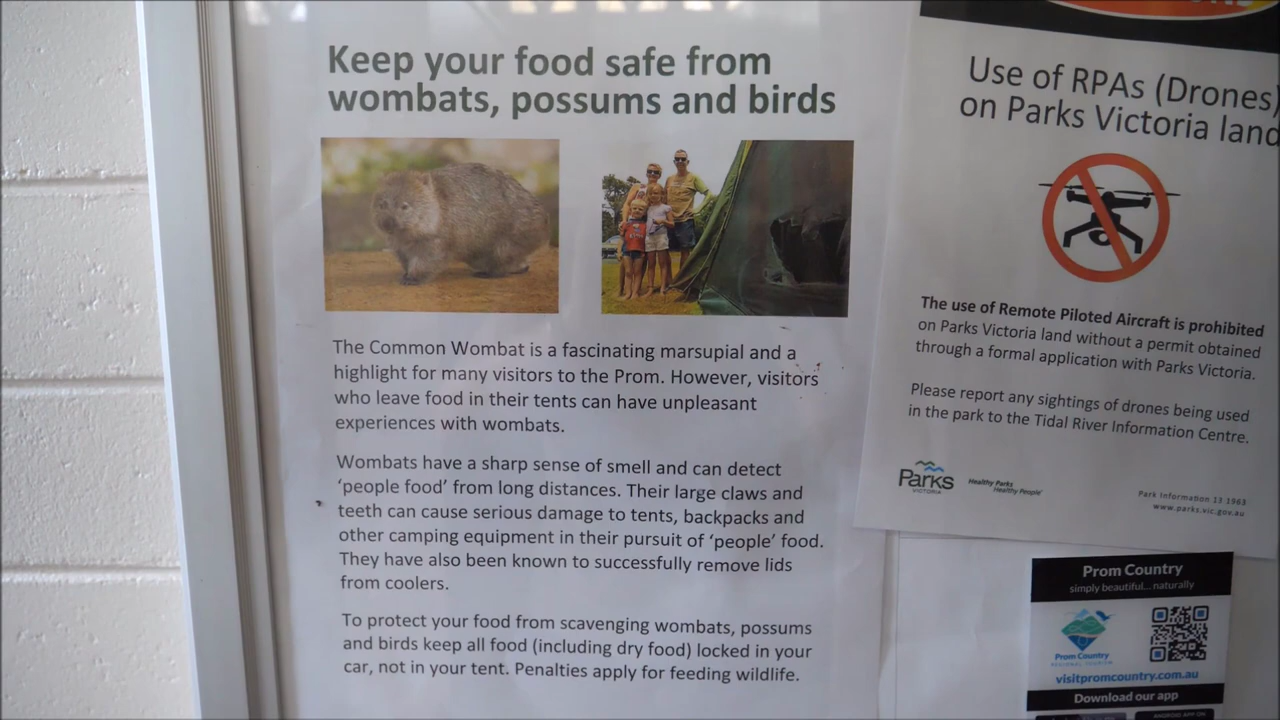 Keep your food safe from
wombats, possums and birds
The Common Wombat is a fascinating marsupial and a
highlight for many visitors to the Prom. However, visitors
who leave food in their tents can have unpleasant
experiences with wombats.
Wombats have a sharp sense of smell and can detect
‘people food’ from long distances. Their large claws and
teeth can cause serious damage to tents, backpacks and
other camping equipment in their pursuit of ‘people’ food.
They have also been known to successfully remove lids
from coolers.
To protect your food from scavenging wombats, possums
and birds keep all food (including dry food) locked in your
car, not in your tent. Penalties apply for feeding wildlife.
Use of RPAs (Drones)
on Parks Victoria land
The use of Remote Piloted Aircraft is prohibited
on Parks Victoria land without a permit obtained
through a formal application with Parks Victoria.
Please report any sightings of drones being used
in the park to the Tidal River Information Centre.
Parks
VICTORIA
Healthy Parks
Healthy People
Park Information 13 1963
www.parks.vic.gov.au
Prom Country
simply beautiful... naturally
Prom Country
REGIONAL TOURISM
visitpromcountry.com.au
Download our app
ANDROID APP ON